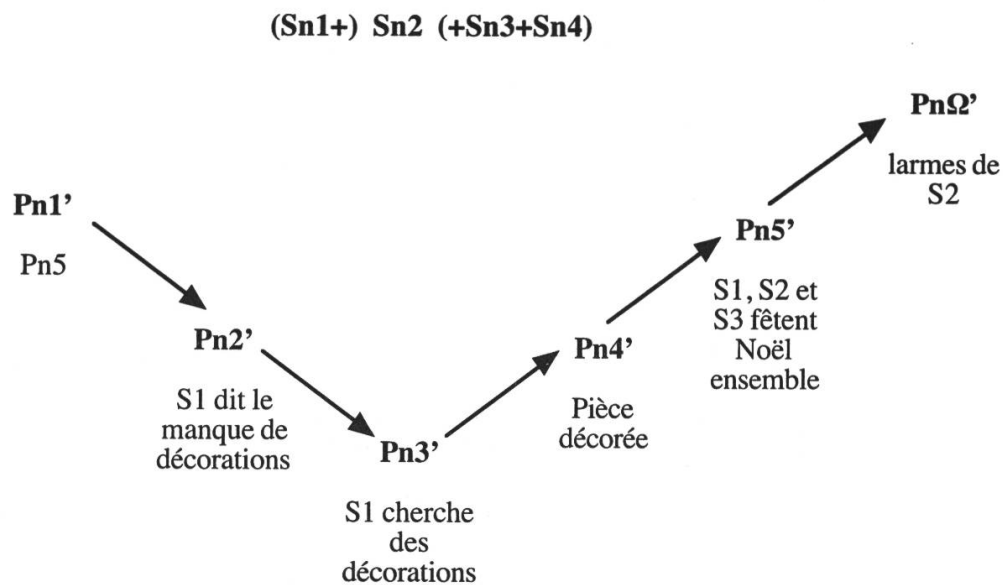 (Sn1+) Sn2 (+Sn3+Sn4)
Pn1’
Pn5
Pn2’
S1 dit le
manque de
décorations
Pn3’
S1 cherche
des
décorations
Pn4’
Pièce
décorée
Pn5’
S1, S2 et
S3 fêtent
Noël
ensemble
PnΩ’
larmes de
S2